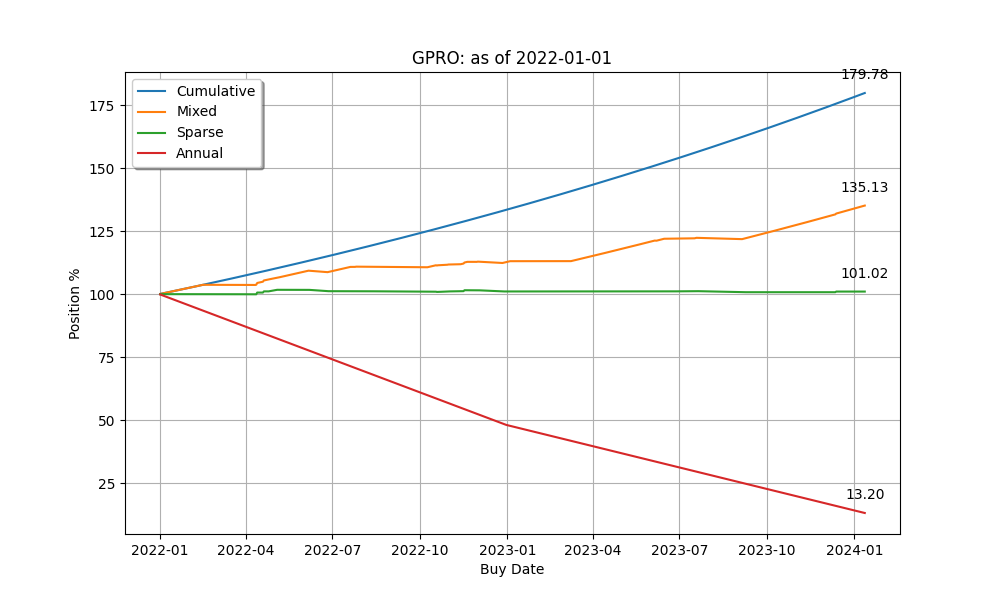 GPRO: as of 2022-01-01
179.78
Cumulative
Mixed
Sparse
Annual
175
150
135.13
125
101.02
100
75
50
25
13.20
Position %
2022-01 2022-04 2022-07 2022-10 2023-01 2023-04 2023-07 2023-10 2024-01
Buy Date